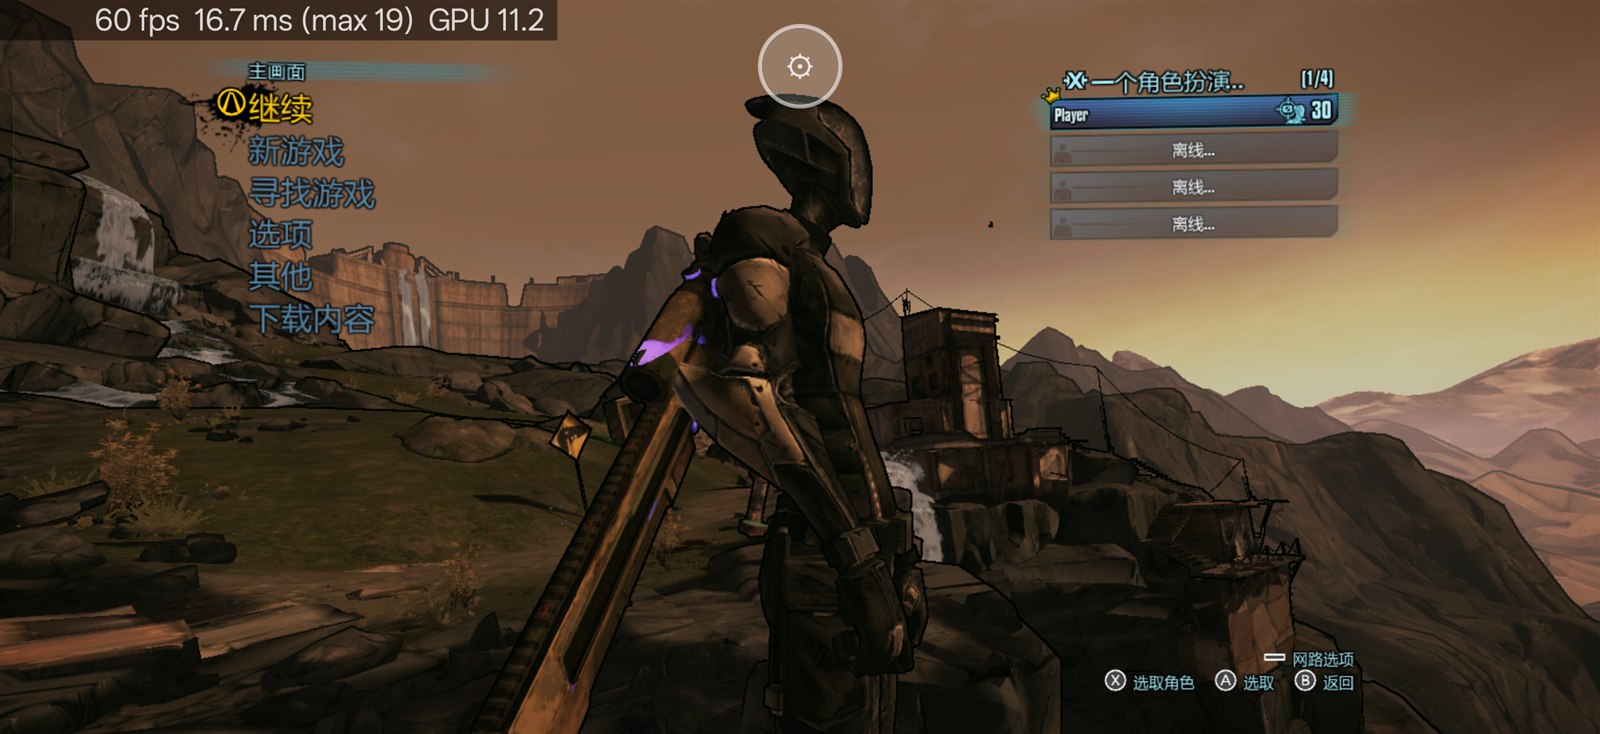 60 fps 16.7 ms (max 19) GPU 11.2
主画面
继续
新游戏
寻找游戏
选项
其他
下载内容
一个角色扮演.. (1/4)
Player 30
离线...
离线...
离线...
网路选项
X 选取角色 A 选取 B 返回